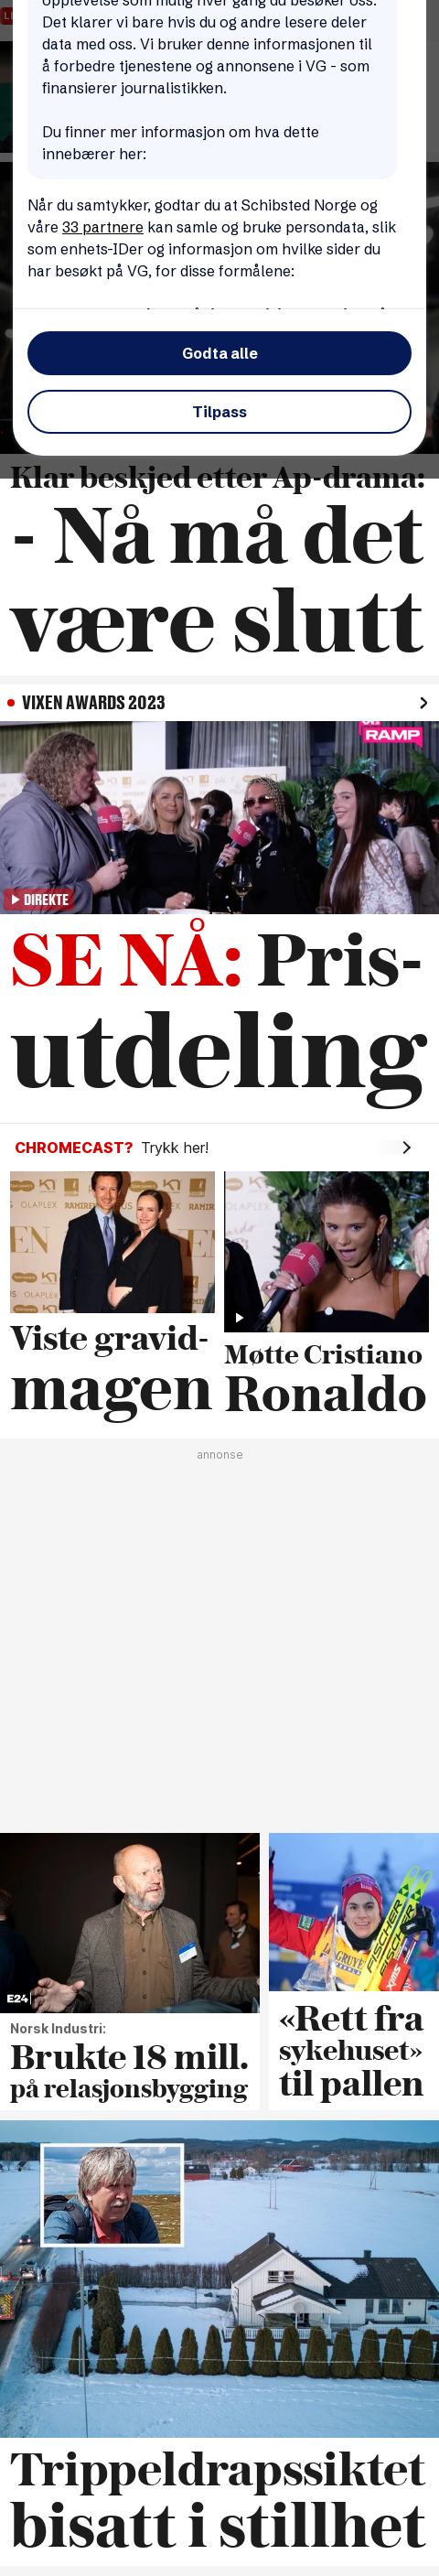 opplevelse som mulig hver gang du besøker oss.
Det klarer vi bare hvis du og andre lesere deler
data med oss. Vi bruker denne informasjonen til
å forbedre tjenestene og annonsene i VG - som
finansierer journalistikken.
Du finner mer informasjon om hva dette
innebærer her:
Når du samtykker, godtar du at Schibsted Norge og
våre 33 partnere kan samle og bruke persondata, slik
som enhets-IDer og informasjon om hvilke sider du
har besøkt på VG, for disse formålene:
Godta alle
Tilpass
Klar beskjed etter Ap-drama:
- Nå må det
være slutt
VIXEN AWARDS 2023
RAMP
DIREKTE
SE NÅ: Pris-
utdeling
CHROMECAST? Trykk her!
Viste gravid-
magen
Møtte Cristiano
Ronaldo
annonse
E24
Norsk Industri:
Brukte 18 mill.
på relasjonsbygging
«Rett fra
sykehuset»
til pallen
Trippeldrapssiktet
bisatt i stillhet